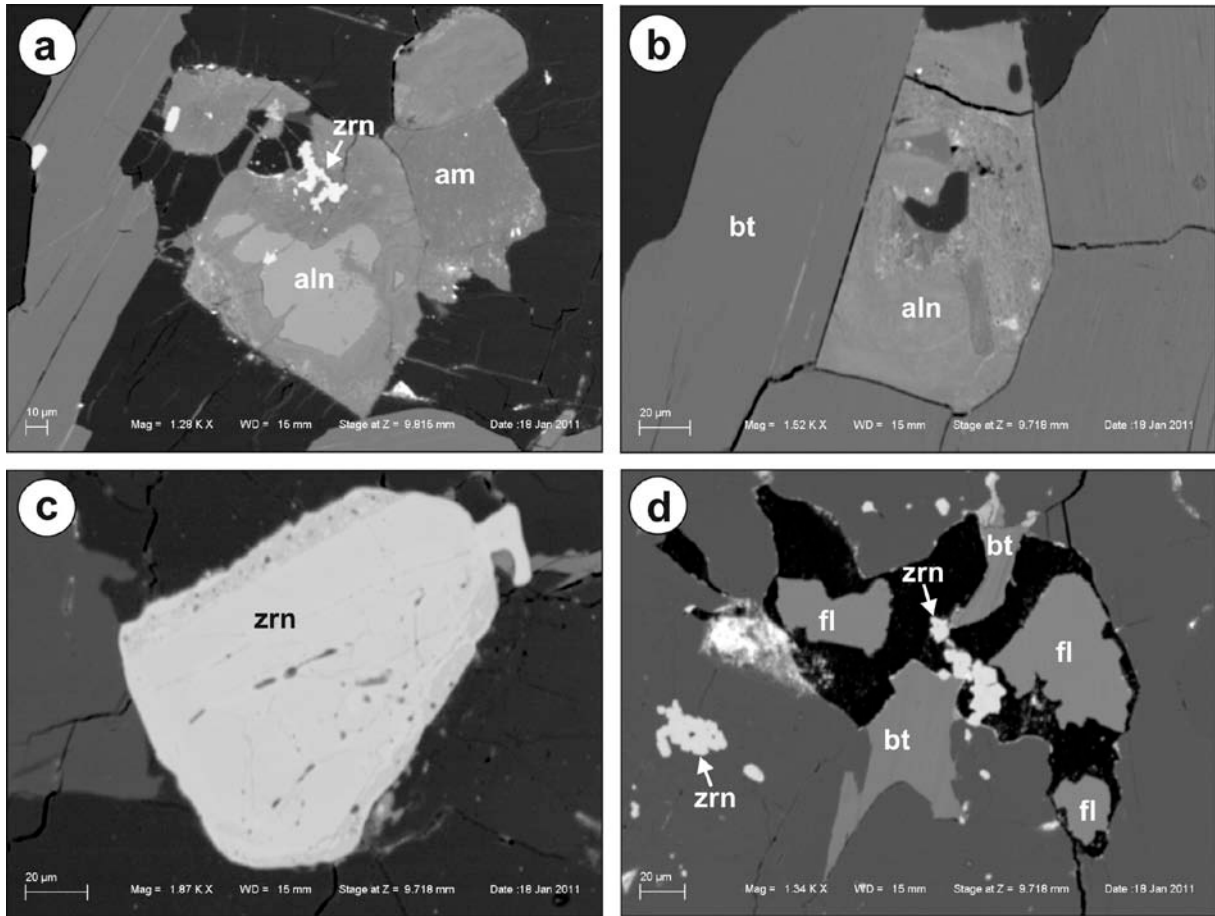 a
zrn
am
aln
10 µm
Mag = 1.28 K X WD = 15 mm Stage at Z = 9.815 mm Date :18 Jan 2011
b
bt
aln
20 µm
Mag = 1.52 K X WD = 15 mm Stage at Z = 9.718 mm Date :18 Jan 2011
c
zrn
20 µm
Mag = 1.87 K X WD = 15 mm Stage at Z = 9.718 mm Date :18 Jan 2011
d
bt
zrn
fl
fl
bt
zrn
fl
20 µm
Mag = 1.34 K X WD = 15 mm Stage at Z = 9.718 mm Date :18 Jan 2011